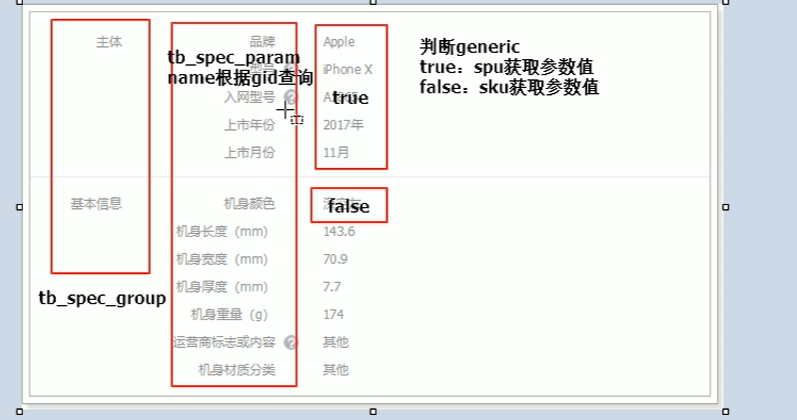 主体
品牌
Apple
tb_spec_param
name根据gid查询
iPhone X
入网型号
true
上市年份
2017年
上市月份
11月
判断generic
true：spu获取参数值
false：sku获取参数值
基本信息
机身颜色
false
机身长度（mm）
143.6
机身宽度（mm）
70.9
机身厚度（mm）
7.7
机身重量（g）
174
运营商标志或内容
其他
机身材质分类
其他
tb_spec_group